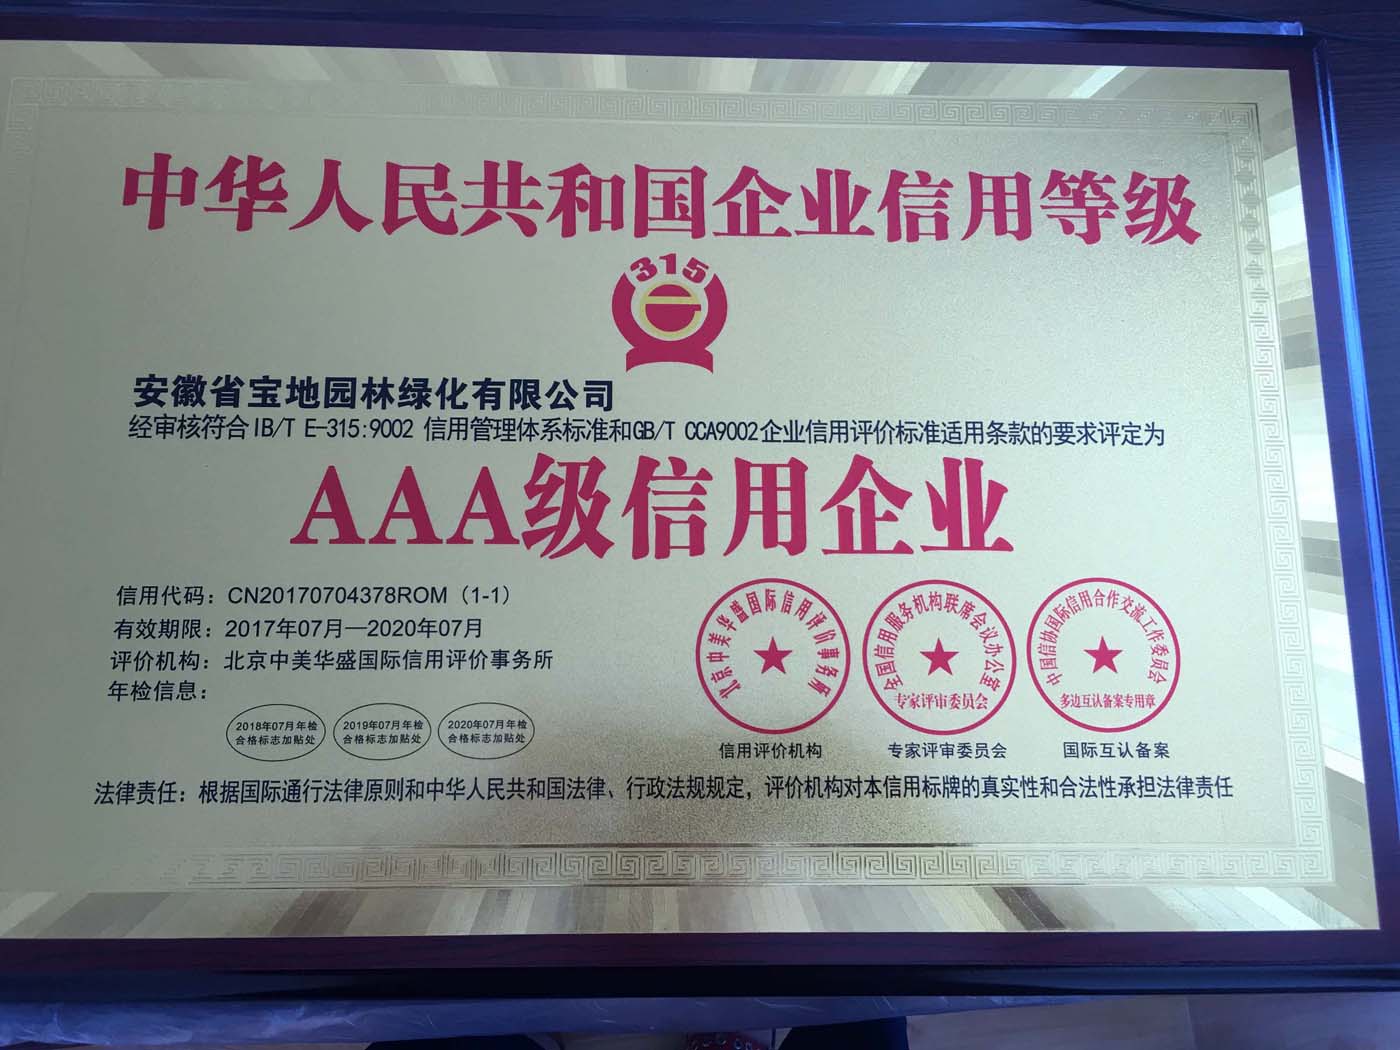 中华人民共和国企业信用等级
315
安徽省宝地园林绿化有限公司
经审核符合IB/T E-315:9002 信用管理体系标准和GB/T CCA9002企业信用评价标准适用条款的要求评定为
AAA级信用企业
信用代码：CN20170704378ROM（1-1）
有效期限：2017年07月—2020年07月
评价机构：北京中美华盛国际信用评价事务所
年检信息：
2018年07月年检
合格标志加贴处
2019年07月年检
合格标志加贴处
2020年07月年检
合格标志加贴处
北京中美华盛国际信用评价事务所
信用评价机构
全国信用服务机构联席会议办公室
专家评审委员会
专家评审委员会
中国信协国际信用合作交流工作委员会
多边互认备案专用章
国际互认备案
法律责任：根据国际通行法律原则和中华人民共和国法律、行政法规规定，评价机构对本信用标牌的真实性和合法性承担法律责任